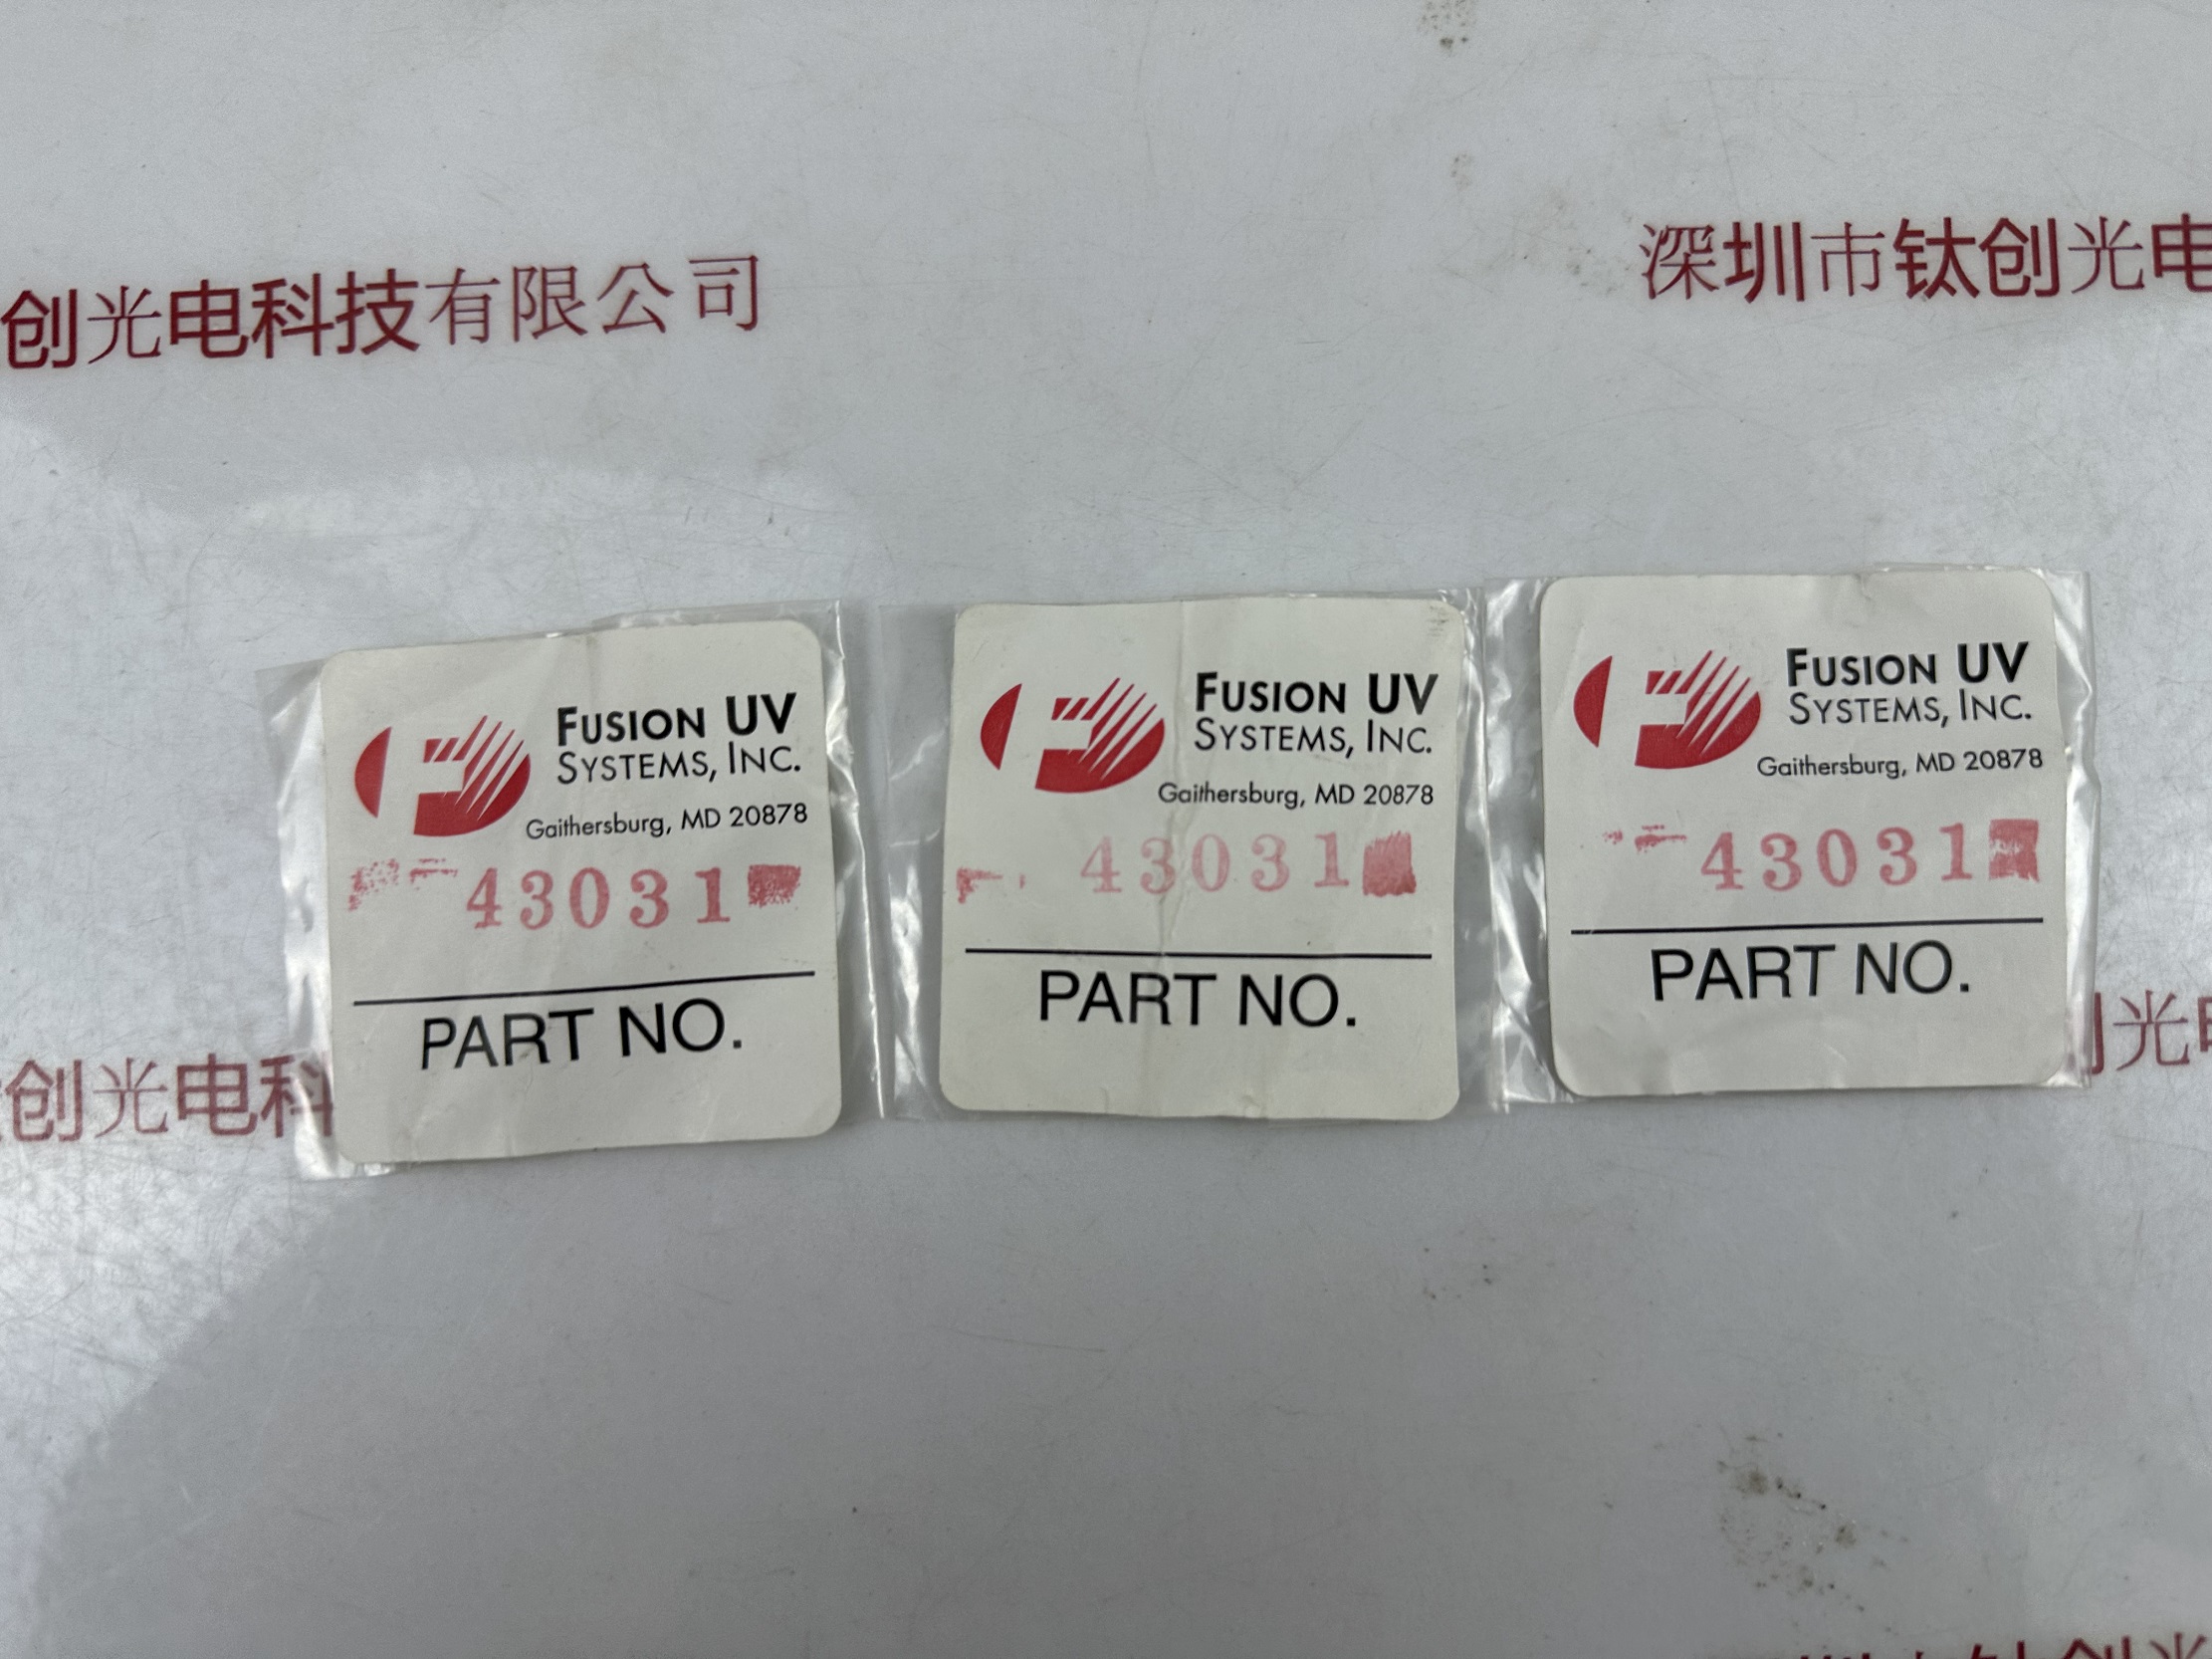 创光电科技有限公司
深圳市钛创光电
FUSION UV
SYSTEMS, INC.
Gaithersburg, MD 20878
43031
PART NO.
FUSION UV
SYSTEMS, INC.
Gaithersburg, MD 20878
43031
PART NO.
FUSION UV
SYSTEMS, INC.
Gaithersburg, MD 20878
43031
PART NO.
创光电科
光电